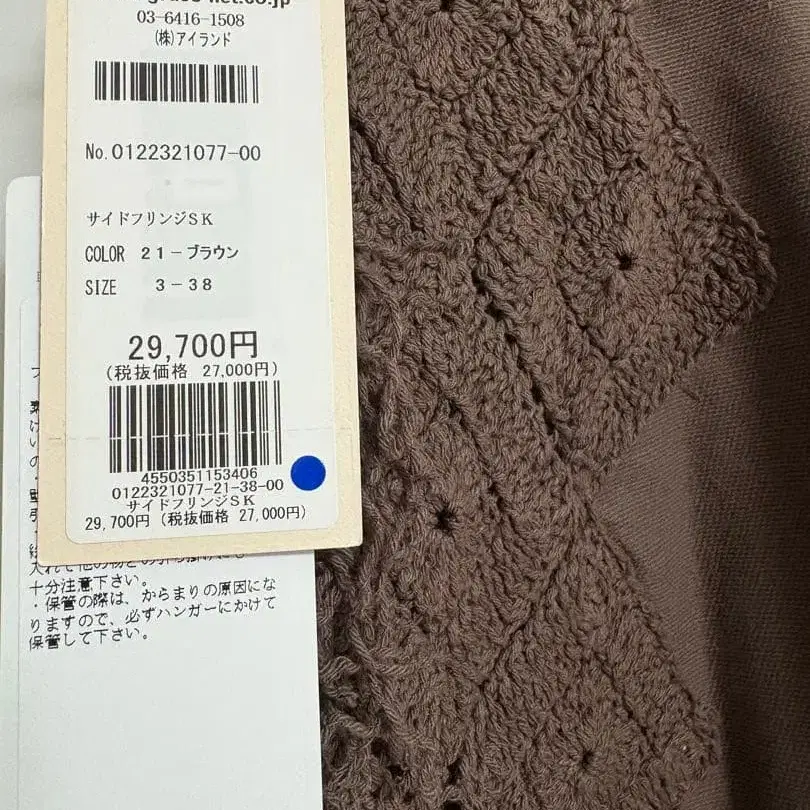 03-6416-1508
(株)アイランド
No.0122321077-00
サイドフリンジSK
COLOR 21-ブラウン
SIZE 3-38
29,700円
(税抜価格 27,000円)
4550351153406
0122321077-21-38-00
サイドフリンジSK
29,700円 (税抜価格 27,000円)
十分注意下さい。
・保管の際は、からまりの原因にな
りますので、必ずハンガーにかけて
保管して下さい。